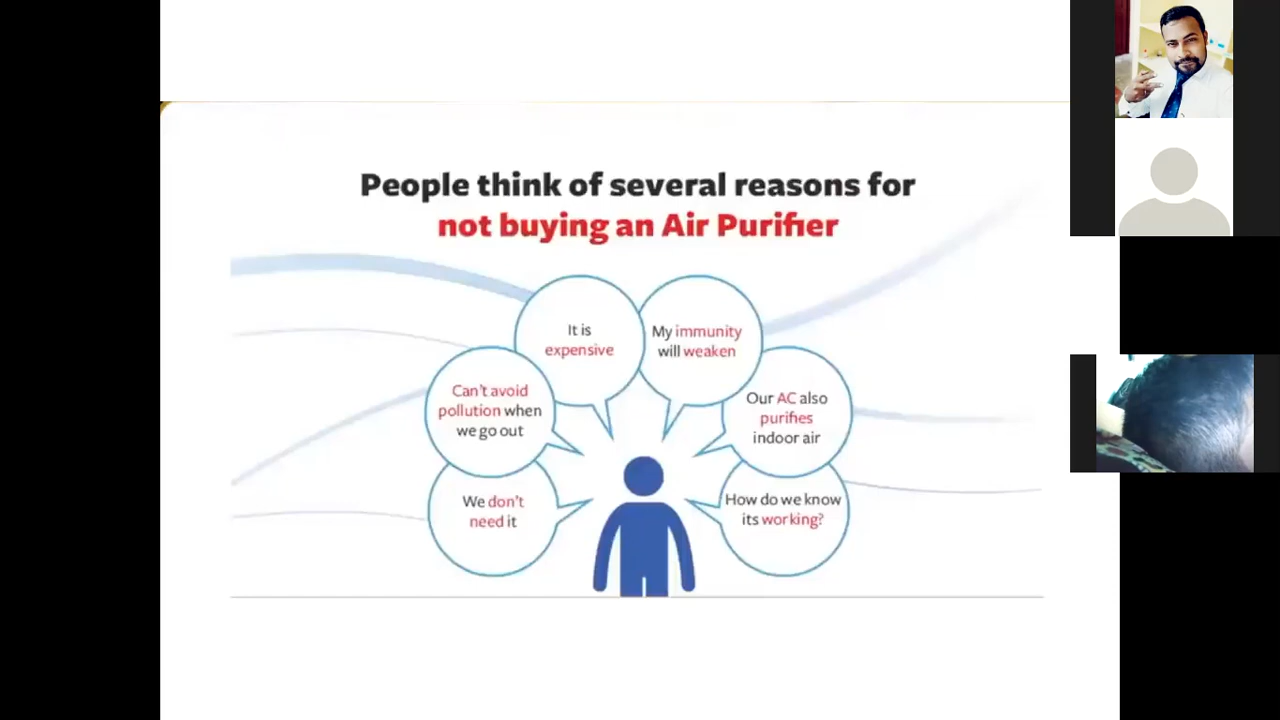 People think of several reasons for
not buying an Air Purifier
It is
expensive
My immunity
will weaken
Can't avoid
pollution when
we go out
Our AC also
purifies
indoor air
We don't
need it
How do we know
its working?